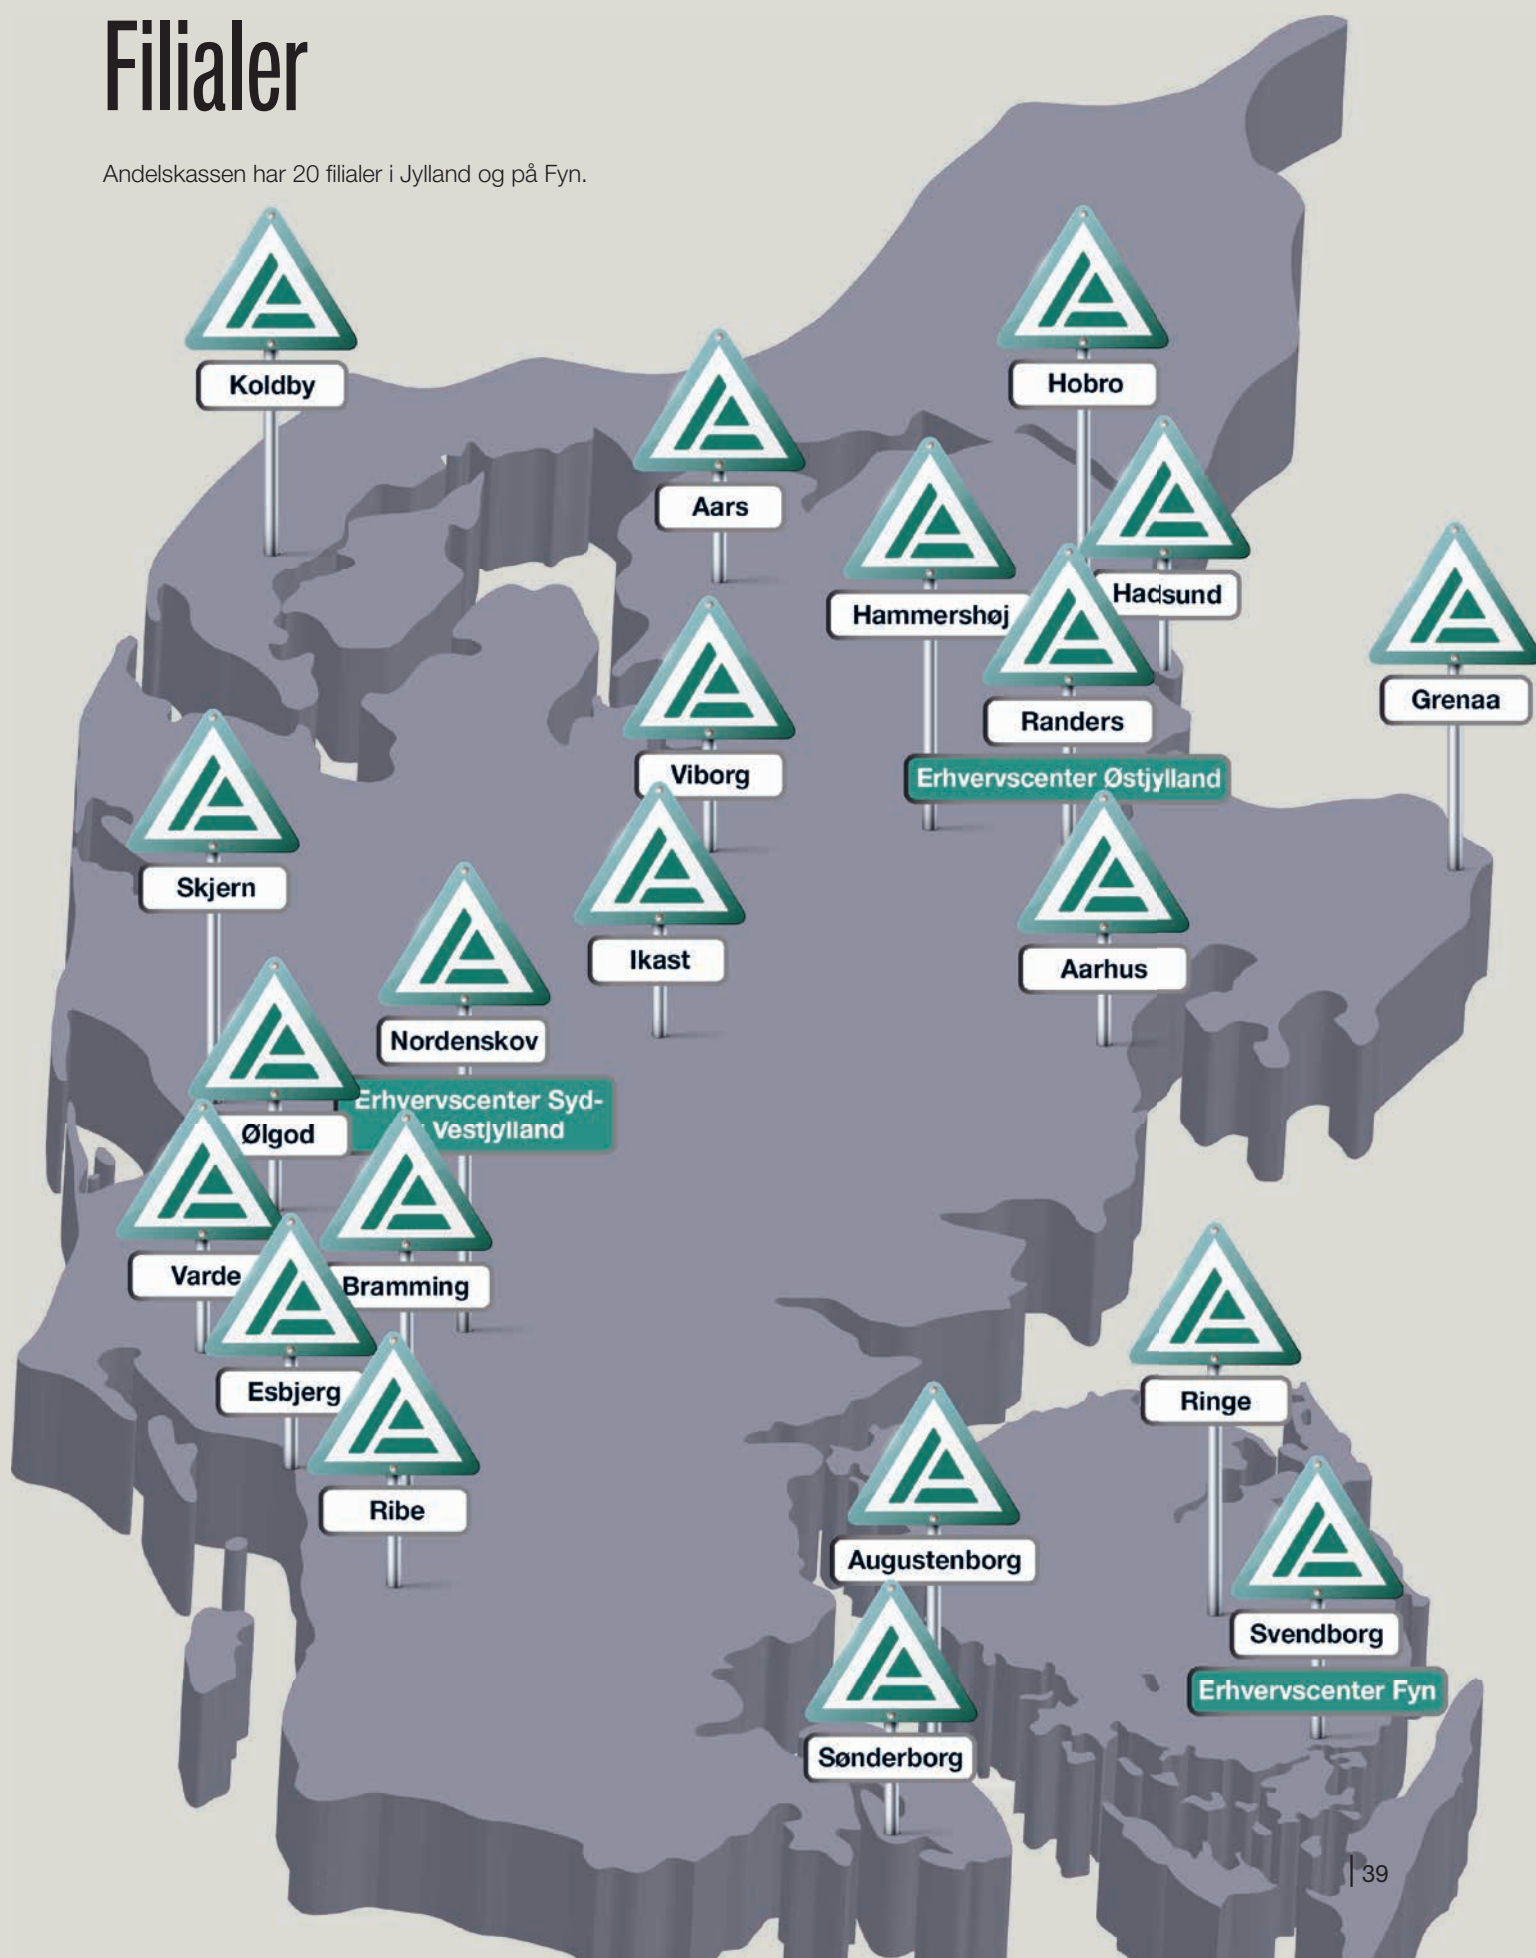 Filialer
Andelskassen har 20 filialer i Jylland og på Fyn.
Koldby
Hobro
Aars
Hadsund
Hammershøj
Grenaa
Randers
Erhvervscenter Østjylland
Viborg
Skjern
Ikast
Aarhus
Nordenskov
Erhvervscenter Syd-
Vestjylland
Ølgod
Varde
Bramming
Esbjerg
Ringe
Ribe
Augustenborg
Svendborg
Erhvervscenter Fyn
Sønderborg
39